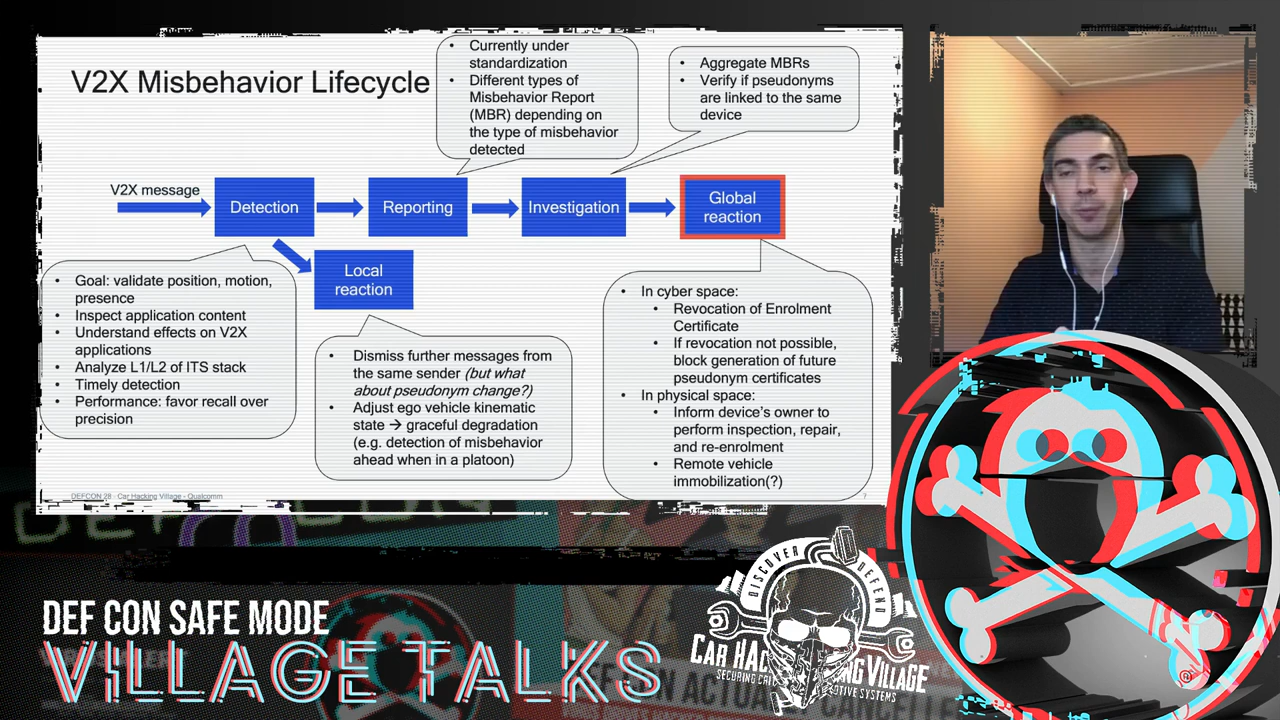 V2X Misbehavior Lifecycle
• Currently under
standardization
• Different types of
Misbehavior Report
(MBR) depending on
the type of misbehavior
detected
• Aggregate MBRs
• Verify if pseudonyms
are linked to the same
device
V2X message
Detection
Reporting
Investigation
Global
reaction
Local
reaction
• Goal: validate position, motion,
presence
• Inspect application content
• Understand effects on V2X
applications
• Analyze L1/L2 of ITS stack
• Timely detection
• Performance: favor recall over
precision
• Dismiss further messages from
the same sender (but what
about pseudonym change?)
• Adjust ego vehicle kinematic
state → graceful degradation
(e.g. detection of misbehavior
ahead when in a platoon)
• In cyber space:
• Revocation of Enrolment
Certificate
• If revocation not possible,
block generation of future
pseudonym certificates
• In physical space:
• Inform device's owner to
perform inspection, repair,
and re-enrolment
• Remote vehicle
immobilization(?)
DEFCON 28 - Car Hacking Village - Qualcomm
7
DEF CON SAFE MODE
VILLAGE TALKS
DISCOVER
DEFEND
CAR HAC
NG VILLAGE
SECURING
OTIVE SYSTEMS